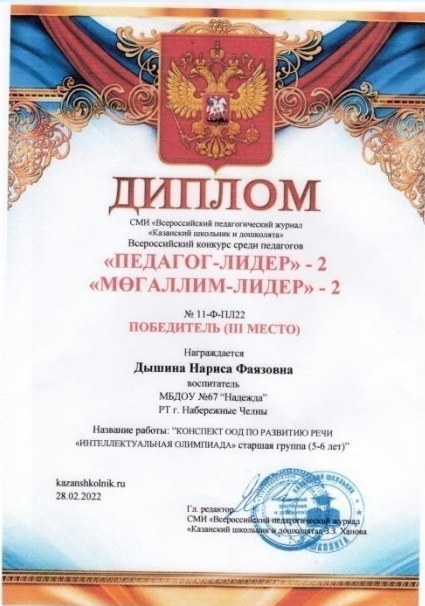 ДИПЛОМ
СМИ «Всероссийский педагогический журнал
«Казанский школьник и дошколята»
Всероссийский конкурс среди педагогов
«ПЕДАГОГ-ЛИДЕР» - 2
«МӨГАЛЛИМ-ЛИДЕР» - 2
№ 11-Ф-ПЛ22
ПОБЕДИТЕЛЬ (III МЕСТО)
Награждается
Дышина Нариса Фаязовна
воспитатель
МБДОУ №67 “Надежда”
РТ г. Набережные Челны
Название работы: “КОНСПЕКТ ООД ПО РАЗВИТИЮ РЕЧИ
«ИНТЕЛЛЕКТУАЛЬНАЯ ОЛИМПИАДА» старшая группа (5-6 лет)”
kazanshkolnik.ru
28.02.2022
Гл. редактор
СМИ «Всероссийский педагогический журнал
«Казанский школьник и дошколята» З.З. Ханова